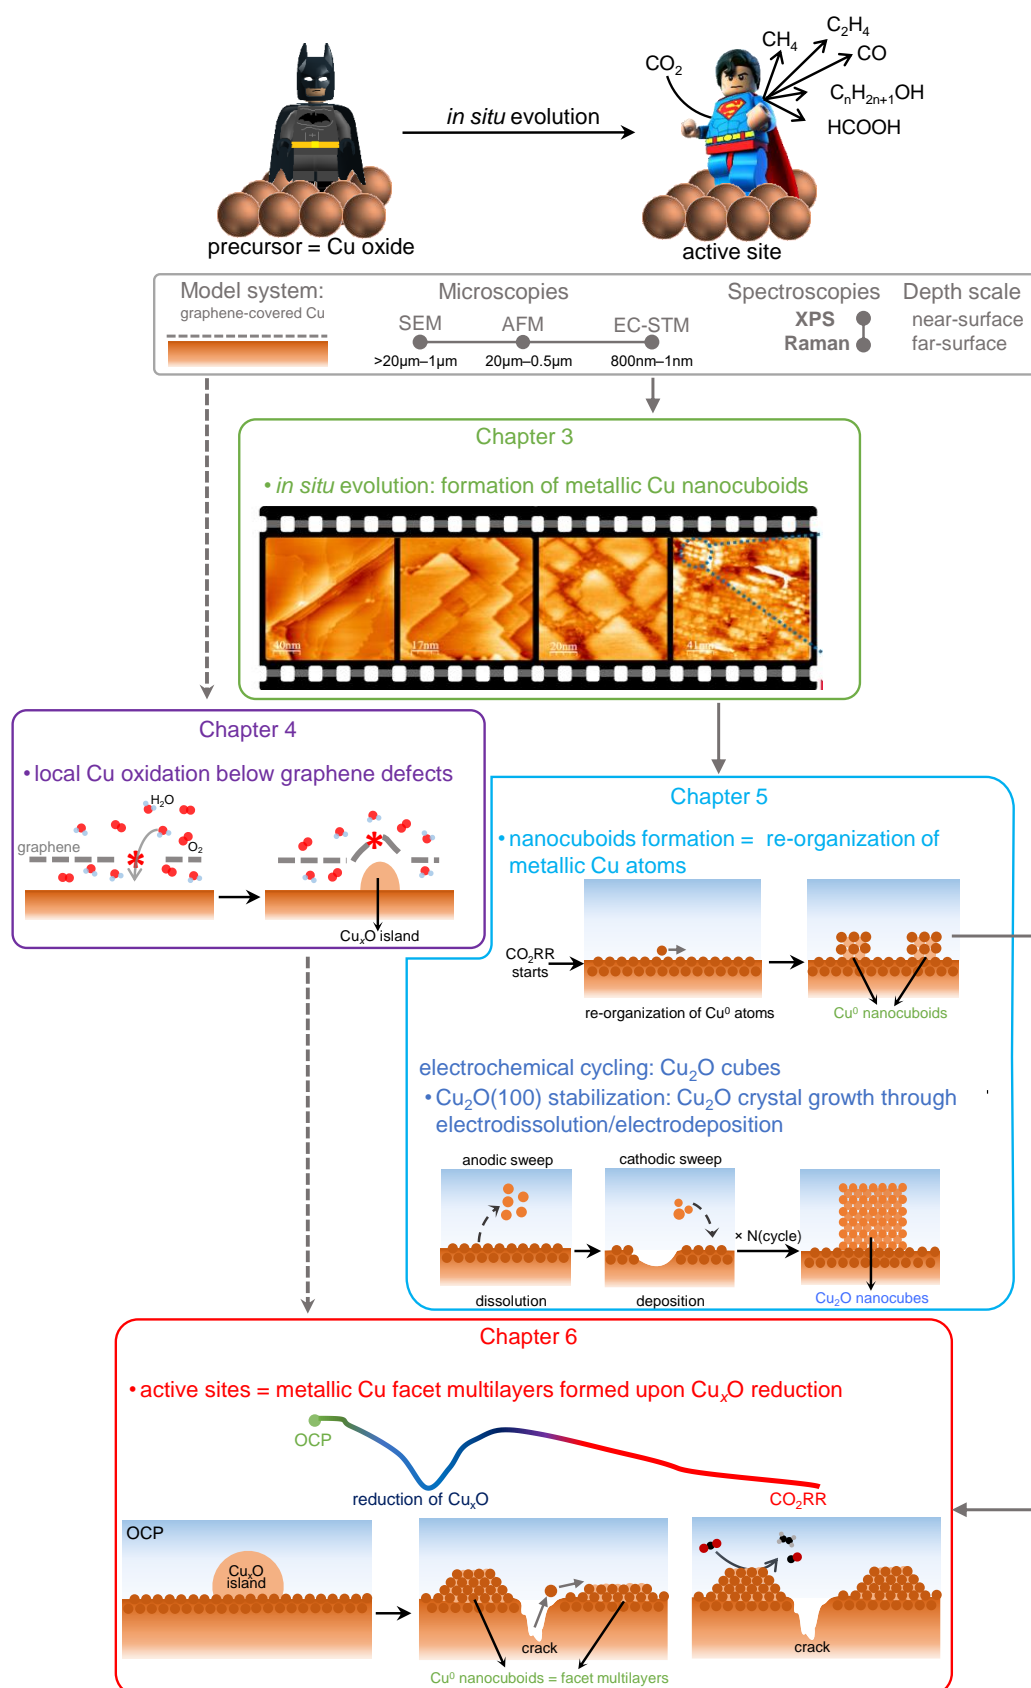 CO₂
CH₄
C₂H₄
CO
CₙH₂ₙ₊₁OH
HCOOH
in situ evolution
precursor = Cu oxide
active site
Model system:
graphene-covered Cu
Microscopies
SEM
AFM
EC-STM
>20μm–1μm
20μm–0.5μm
800nm–1nm
Spectroscopies
XPS
Raman
Depth scale
near-surface
far-surface
Chapter 3
• in situ evolution: formation of metallic Cu nanocuboids
40nm
17nm
20nm
41nm
Chapter 4
• local Cu oxidation below graphene defects
H₂O
graphene
O₂
CuₓO island
Chapter 5
• nanocuboids formation = re-organization of
metallic Cu atoms
CO₂RR
starts
re-organization of Cu⁰ atoms
Cu⁰ nanocuboids
electrochemical cycling: Cu₂O cubes
• Cu₂O(100) stabilization: Cu₂O crystal growth through
electrodissolution/electrodeposition
anodic sweep
cathodic sweep
× N(cycle)
dissolution
deposition
Cu₂O nanocubes
Chapter 6
• active sites = metallic Cu facet multilayers formed upon CuₓO reduction
OCP
reduction of CuₓO
CO₂RR
OCP
CuₓO
island
crack
crack
Cu⁰ nanocuboids = facet multilayers